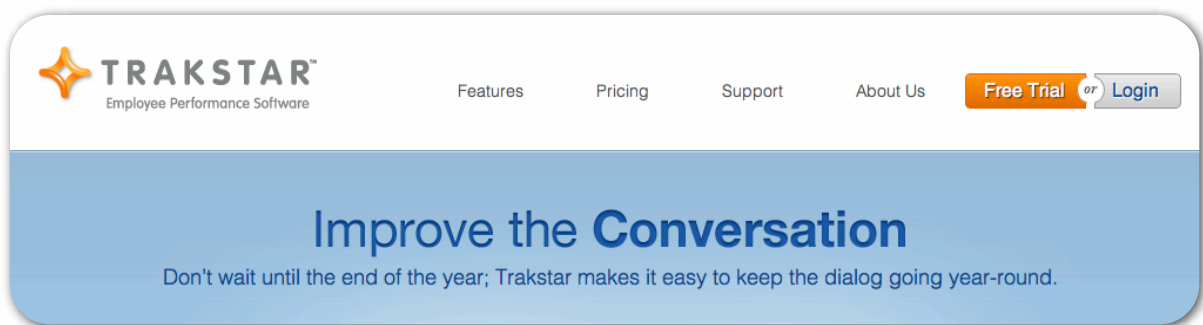 TRAKSTAR™
Employee Performance Software
Features Pricing Support About Us Free Trial or Login
Improve the Conversation
Don't wait until the end of the year; Trakstar makes it easy to keep the dialog going year-round.